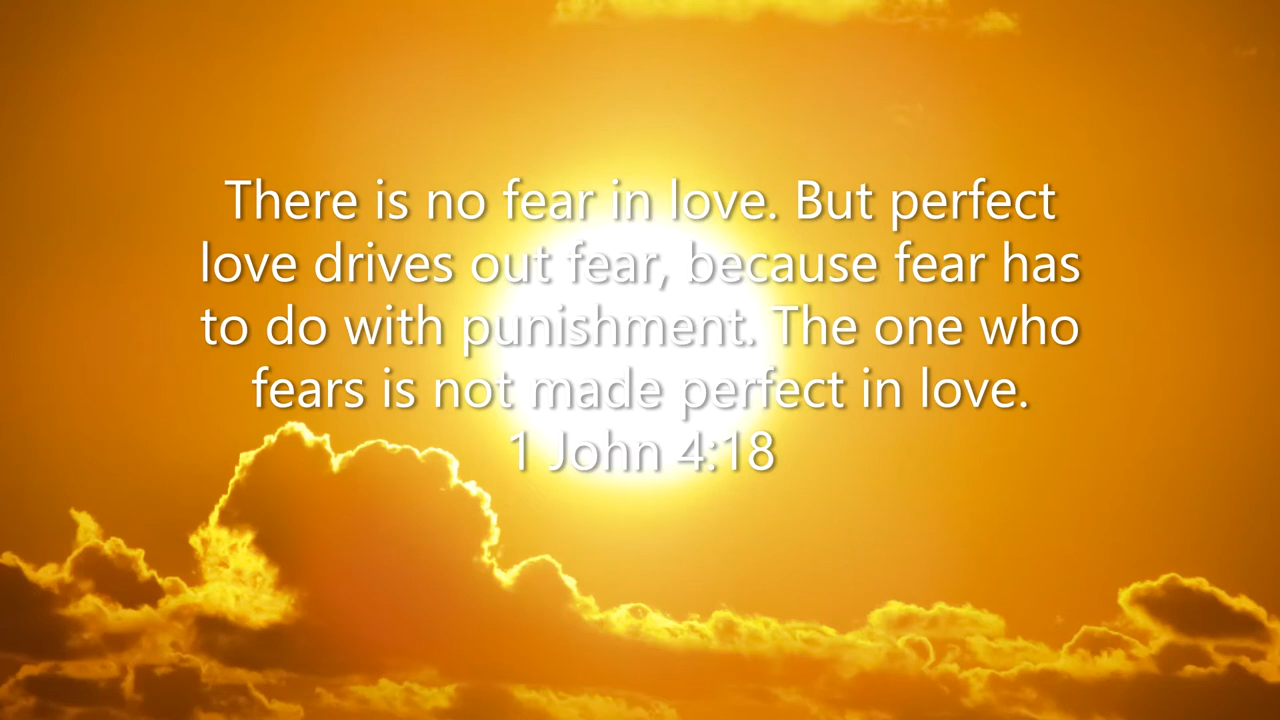 There is no fear in love. But perfect
love drives out fear, because fear has
to do with punishment. The one who
fears is not made perfect in love.
1 John 4:18